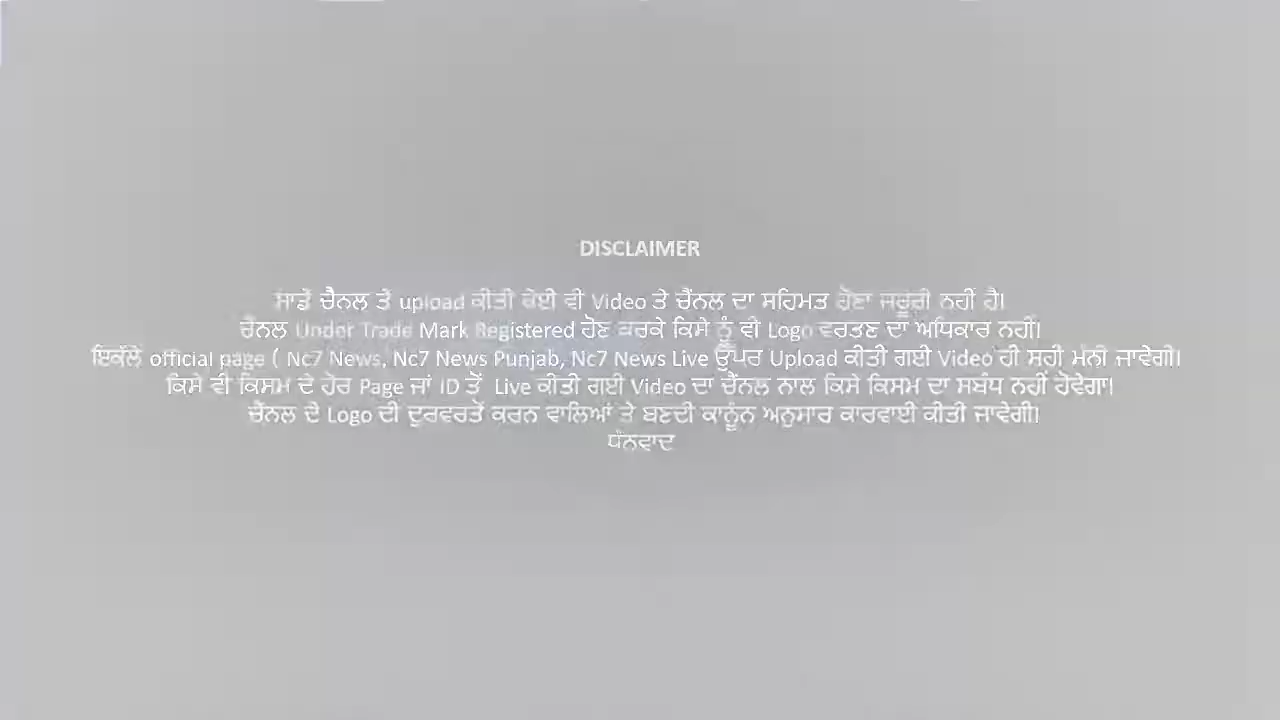 DISCLAIMER
ਸਾਡੇ ਚੈਨਲ ਤੇ upload ਕੀਤੀ ਕੋਈ ਵੀ Video ਤੇ ਚੈਂਨਲ ਦਾ ਸਹਿਮਤ ਹੋਣਾ ਜਰੂਰੀ ਨਹੀਂ ਹੈ।
ਚੈਨਲ Under Trade Mark Registered ਹੋਣ ਕਰਕੇ ਕਿਸੇ ਨੂੰ ਵੀ Logo ਵਰਤਣ ਦਾ ਅਧਿਕਾਰ ਨਹੀਂ।
ਇਕੱਲੇ official page ( Nc7 News, Nc7 News Punjab, Nc7 News Live ਉੱਪਰ Upload ਕੀਤੀ ਗਈ Video ਹੀ ਸਹੀ ਮੰਨੀ ਜਾਵੇਗੀ।
ਕਿਸੇ ਵੀ ਕਿਸਮ ਦੇ ਹੋਰ Page ਜਾਂ ID ਤੋਂ Live ਕੀਤੀ ਗਈ Video ਦਾ ਚੈਂਨਲ ਨਾਲ ਕਿਸੇ ਕਿਸਮ ਦਾ ਸਬੰਧ ਨਹੀਂ ਹੋਵੇਗਾ।
ਚੈਂਨਲ ਦੇ Logo ਦੀ ਦੁਰਵਰਤੋਂ ਕਰਨ ਵਾਲਿਆਂ ਤੇ ਬਣਦੀ ਕਾਨੂੰਨ ਅਨੁਸਾਰ ਕਾਰਵਾਈ ਕੀਤੀ ਜਾਵੇਗੀ।
ਧੰਨਵਾਦ